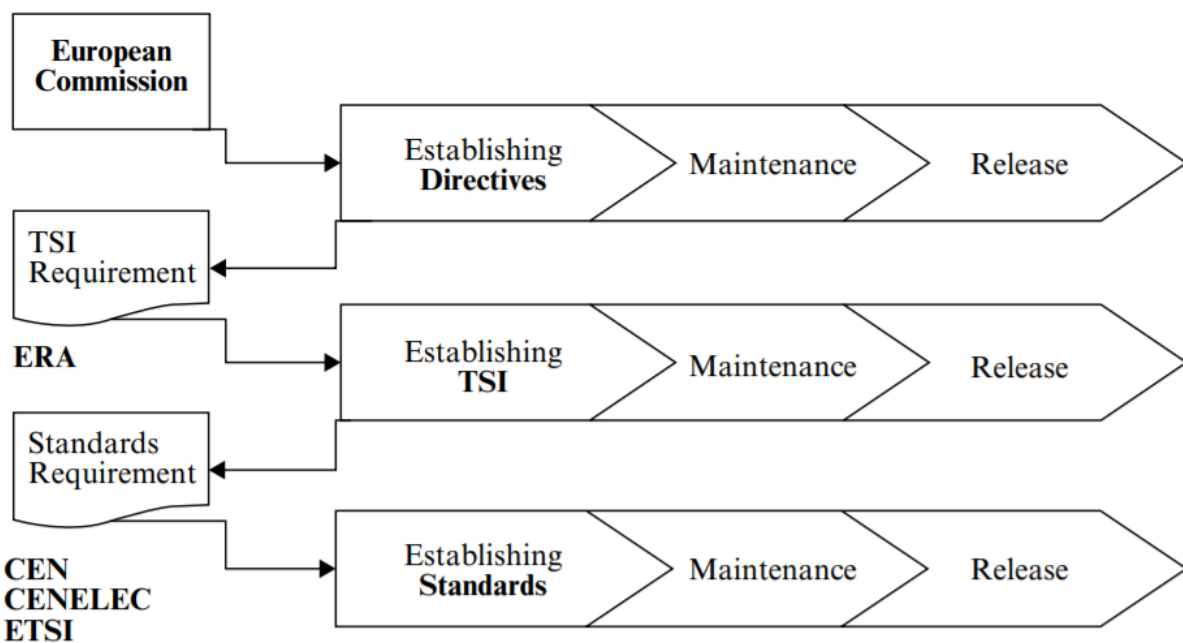 European
Commission
Establishing
Directives
Maintenance
Release
TSI
Requirement
ERA
Establishing
TSI
Maintenance
Release
Standards
Requirement
CEN
CENELEC
ETSI
Establishing
Standards
Maintenance
Release